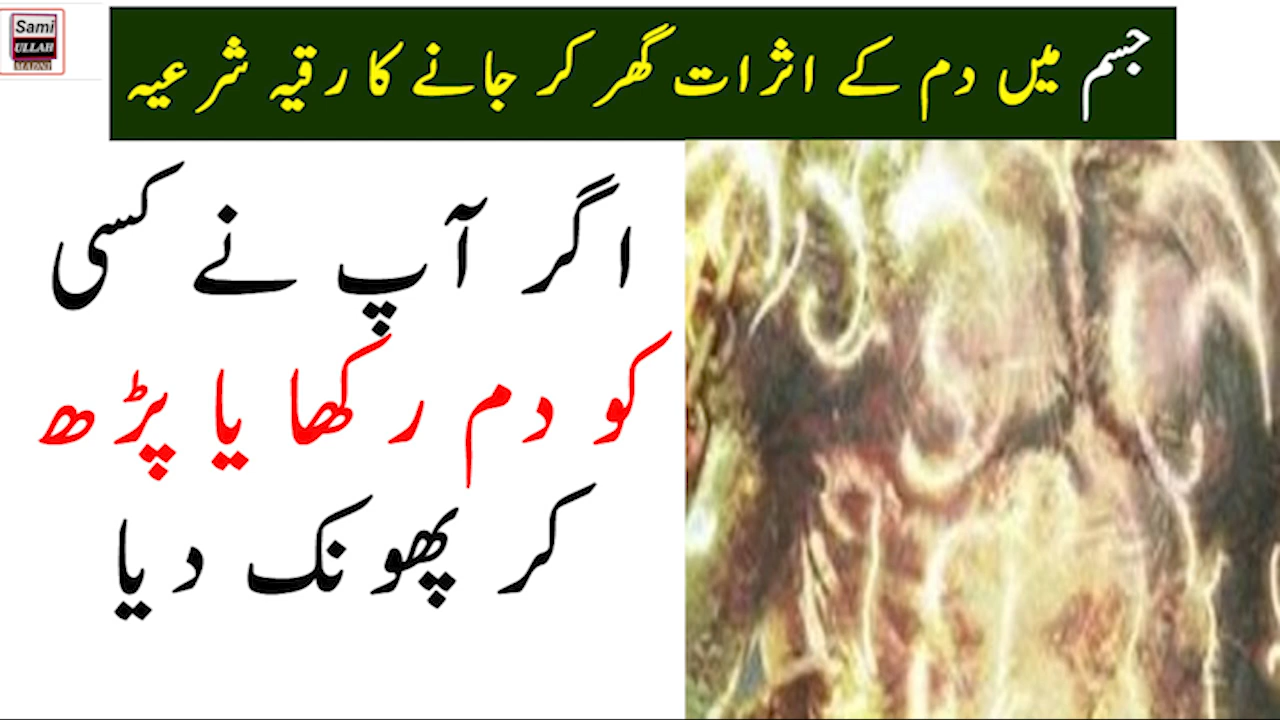 Sami
ULLAH
MADNI
جسم میں دم کے اثرات گھر کر جانے کا رقیہ شرعیہ
اگر آپ نے کسی
کو دم رکھا یا پڑھ
کر پھونک دیا